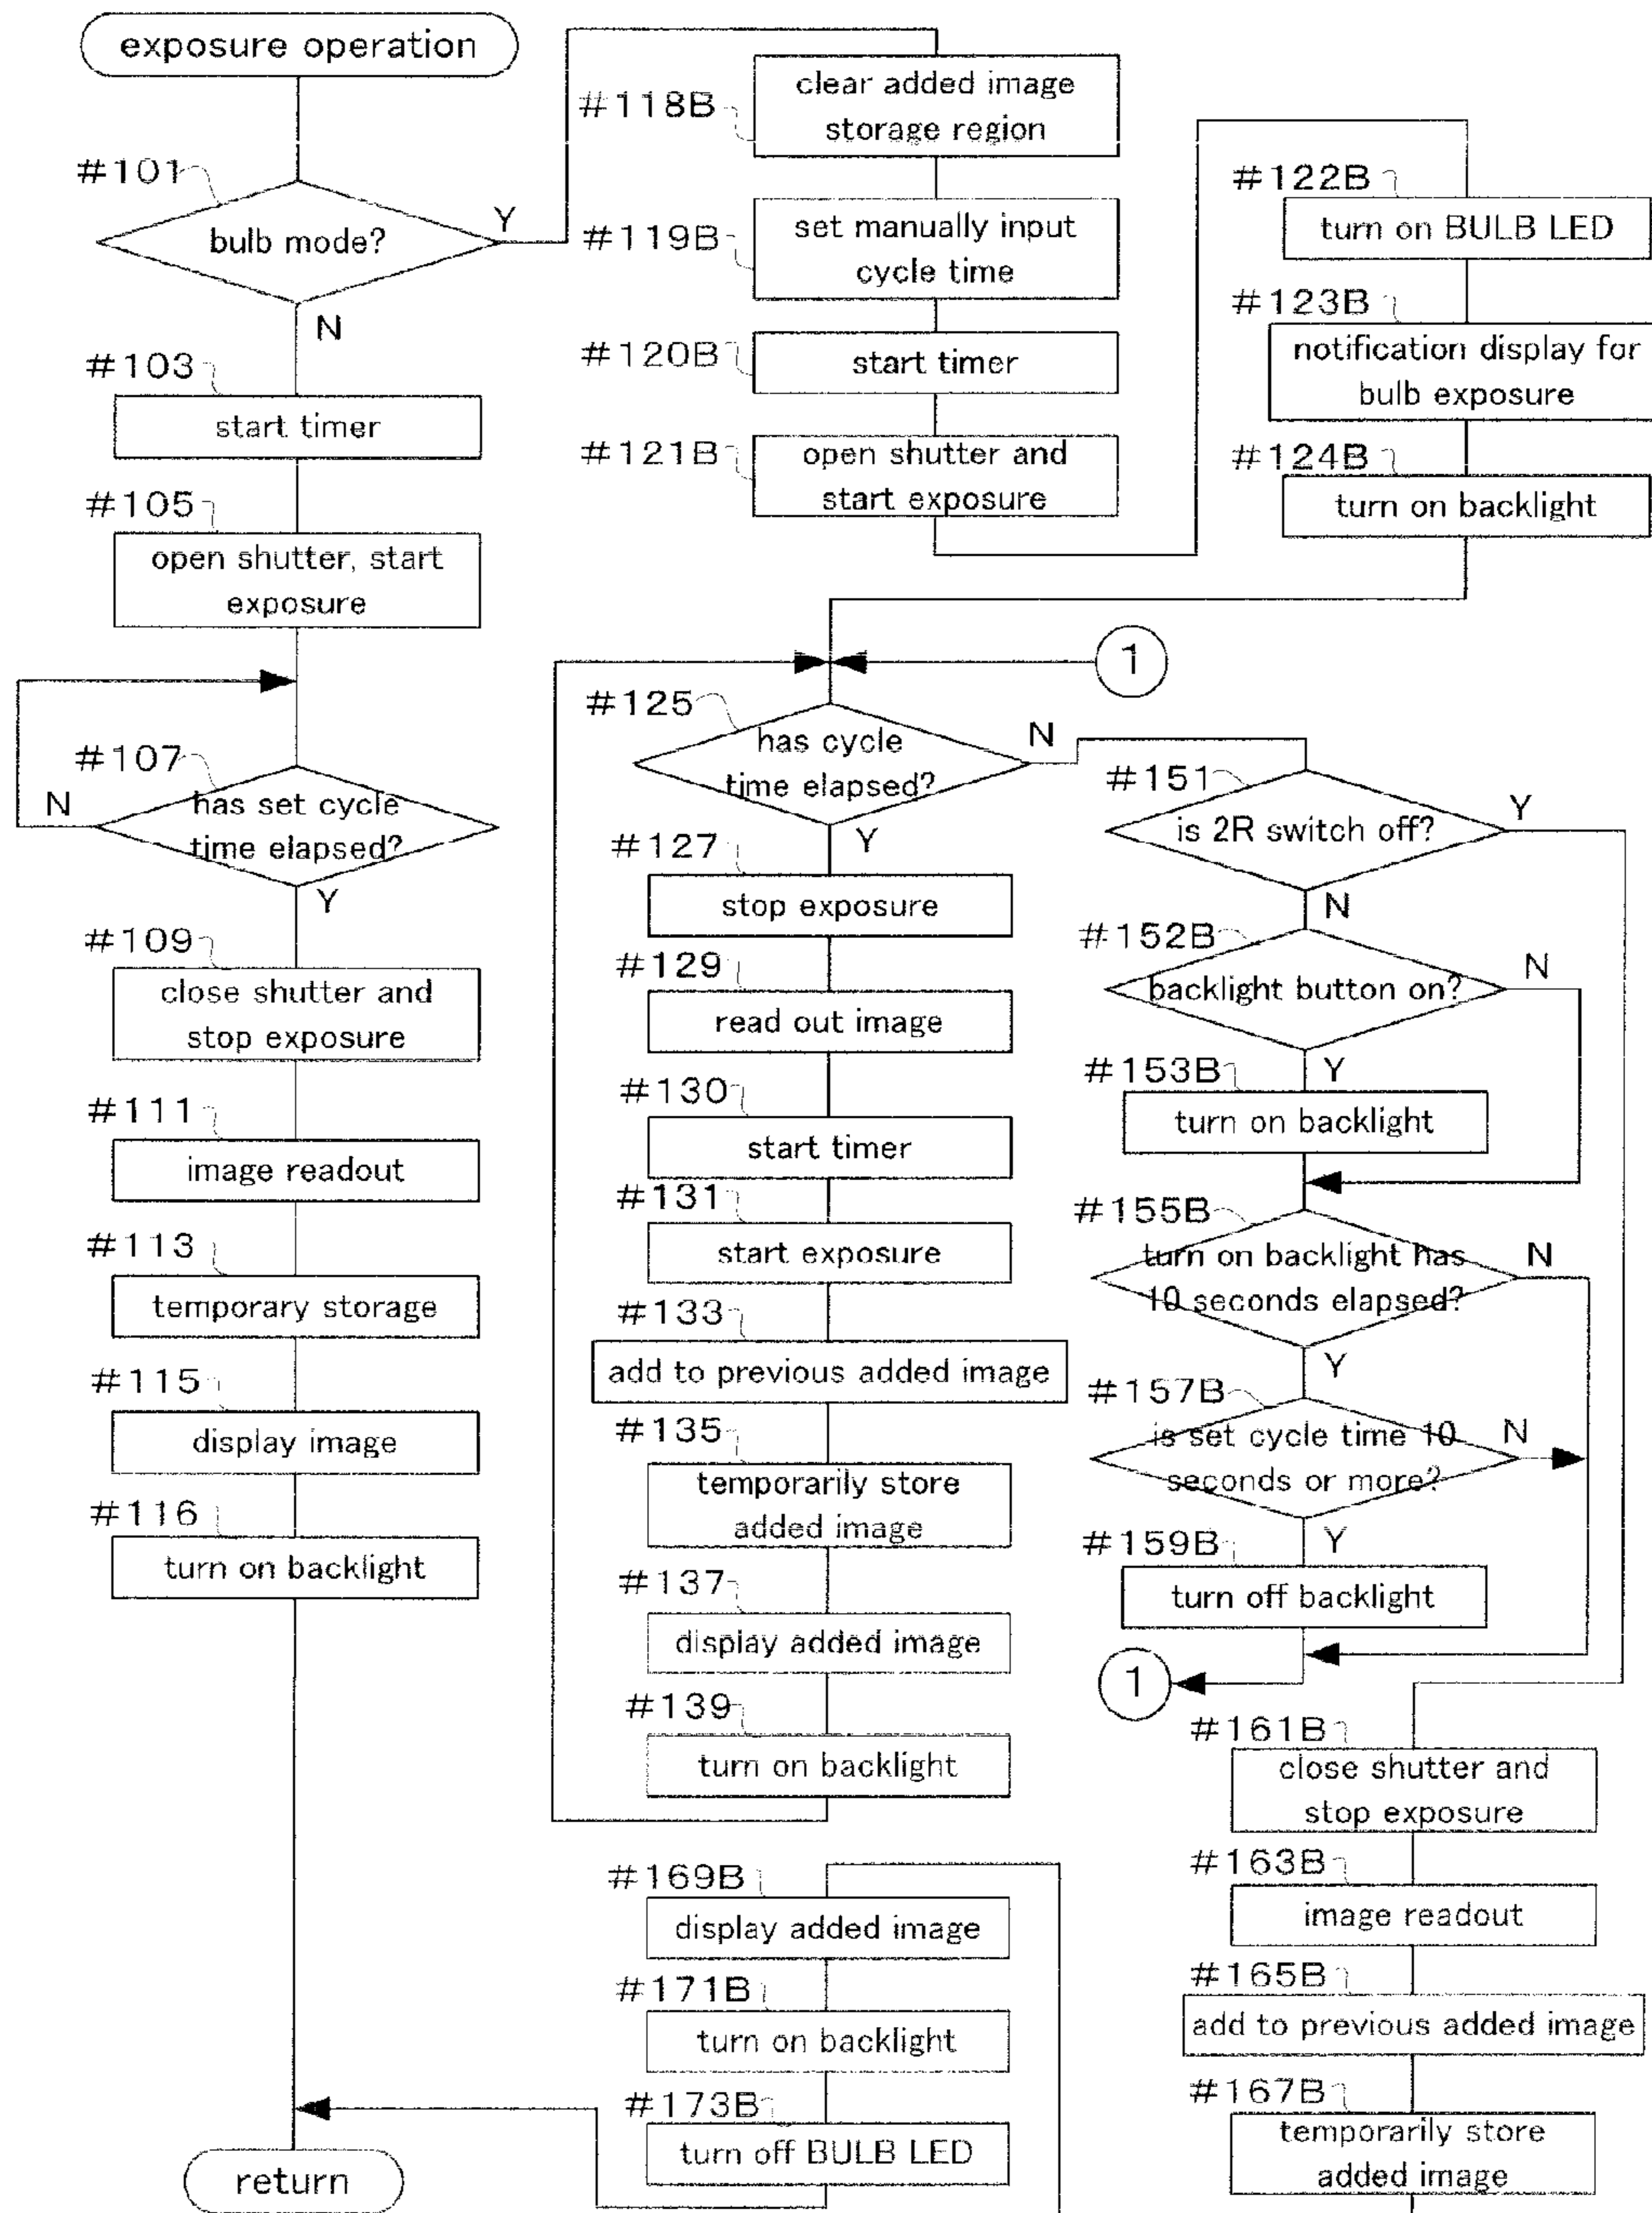 exposure operation
#101
bulb mode?
Y
N
#103
start timer
#105
open shutter, start
exposure
#107
has set cycle
time elapsed?
N
Y
#109
close shutter and
stop exposure
#111
image readout
#113
temporary storage
#115
display image
#116
turn on backlight
return
#118B
clear added image
storage region
#119B
set manually input
cycle time
#120B
start timer
#121B
open shutter and
start exposure
#122B
turn on BULB LED
#123B
notification display for
bulb exposure
#124B
turn on backlight
1
#125
has cycle
time elapsed?
N
Y
#127
stop exposure
#129
read out image
#130
start timer
#131
start exposure
#133
add to previous added image
#135
temporarily store
added image
#137
display added image
#139
turn on backlight
#151
is 2R switch off?
Y
N
#152B
backlight button on?
N
Y
#153B
turn on backlight
#155B
turn on backlight has
10 seconds elapsed?
N
Y
#157B
is set cycle time 10
seconds or more?
N
Y
#159B
turn off backlight
1
#161B
close shutter and
stop exposure
#163B
image readout
#165B
add to previous added image
#167B
temporarily store
added image
#169B
display added image
#171B
turn on backlight
#173B
turn off BULB LED